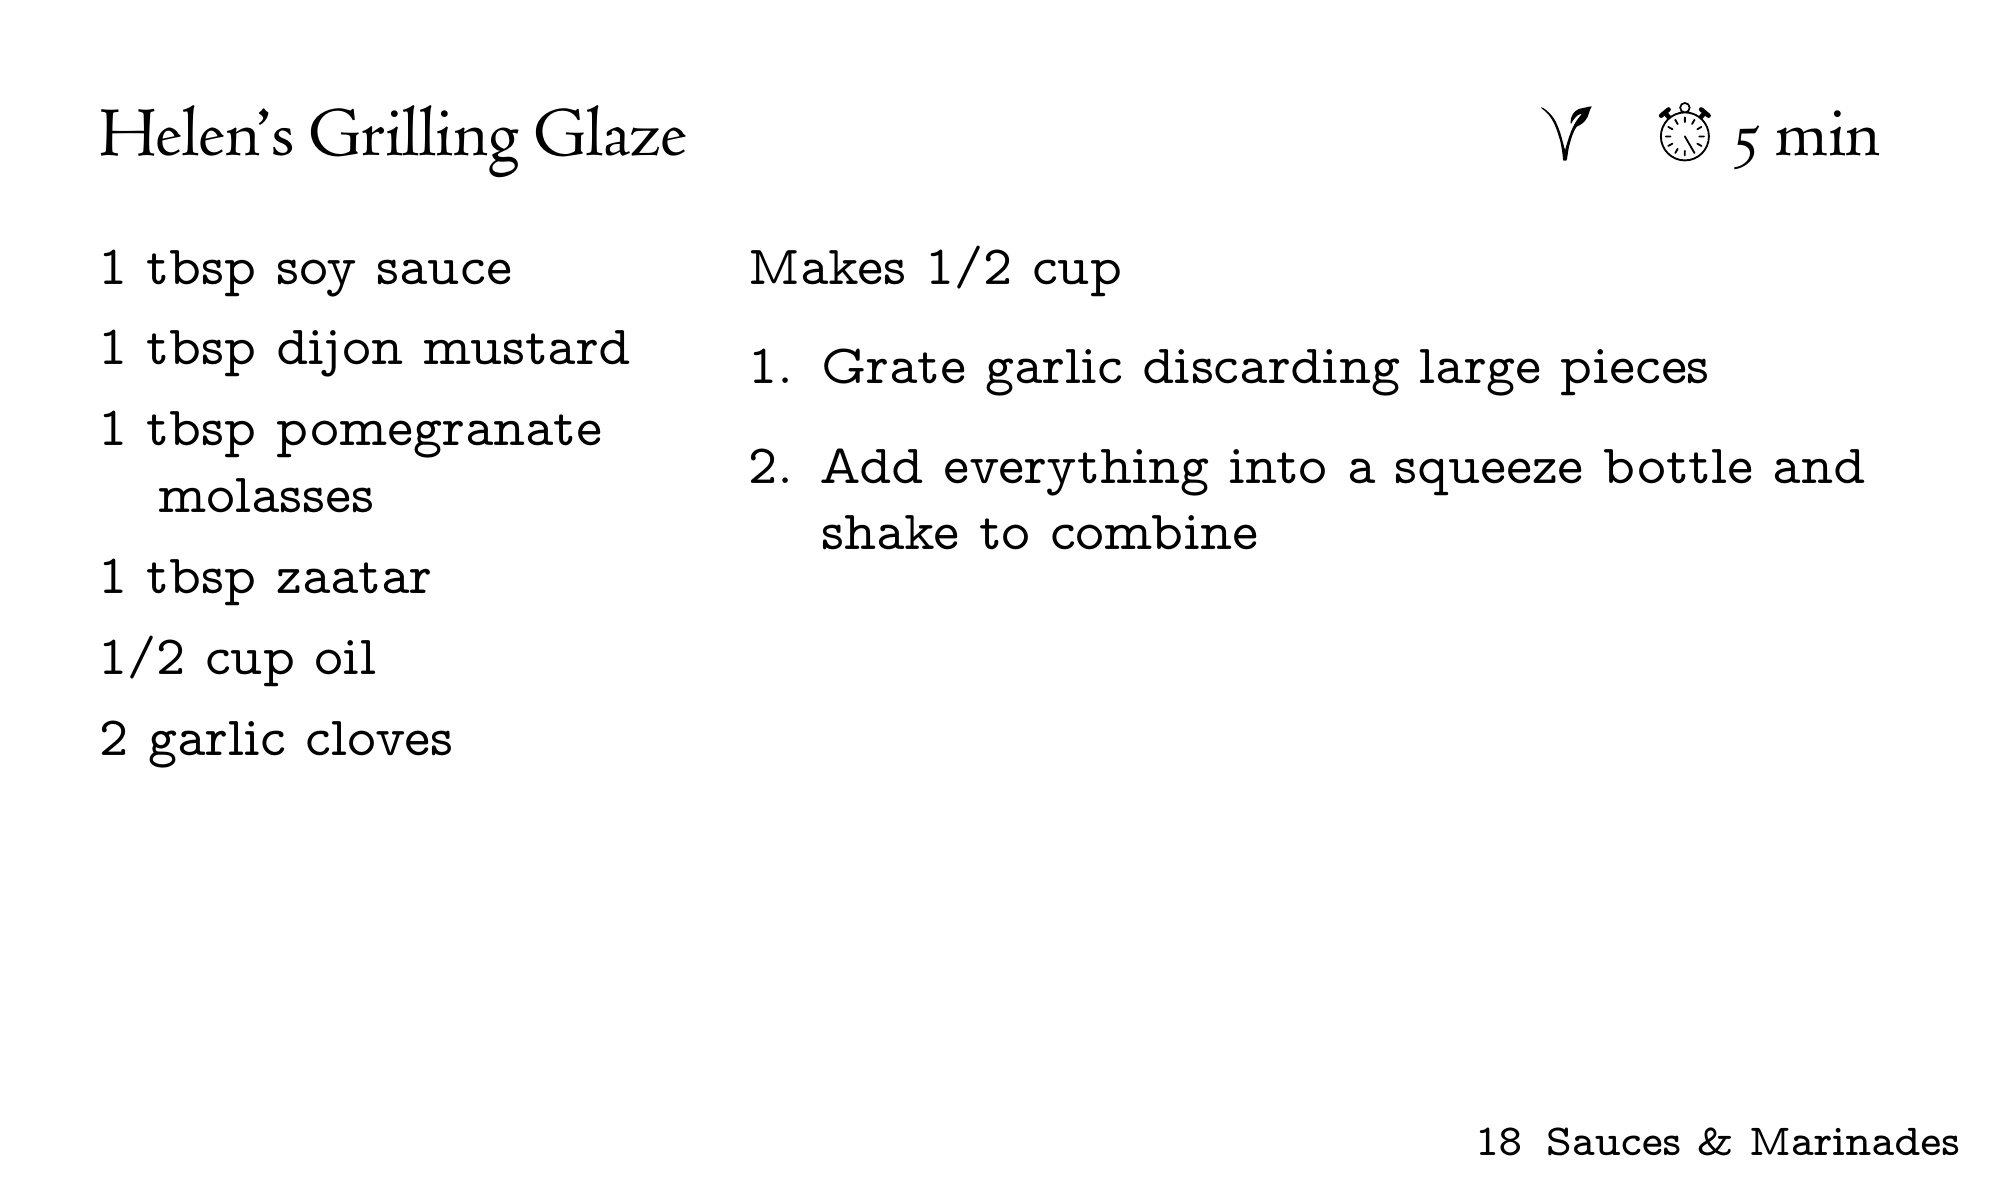 Helen’s Grilling Glaze
5 min
1 tbsp soy sauce
1 tbsp dijon mustard
1 tbsp pomegranate
molasses
1 tbsp zaatar
1/2 cup oil
2 garlic cloves
Makes 1/2 cup
1. Grate garlic discarding large pieces
2. Add everything into a squeeze bottle and
shake to combine
18 Sauces & Marinades